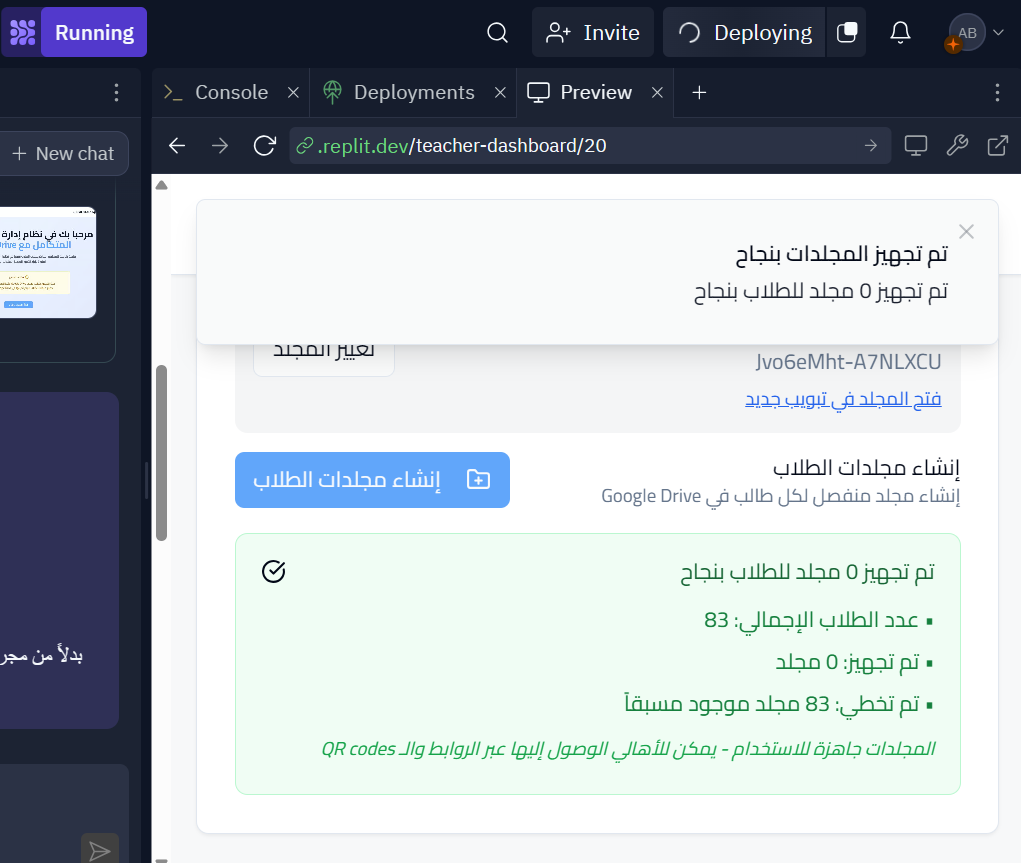 Running
Invite
Deploying
AB
Console
Deployments
Preview
New chat
.replit.dev/teacher-dashboard/20
مرحبا بك في نظام إدارة
المتكامل مع Drive
بدلاً من مجر
تم تجهيز المجلدات بنجاح
تم تجهيز 0 مجلد للطلاب بنجاح
تغيير المجلد
Jvo6eMht-A7NLXCU
فتح المجلد في تبويب جديد
إنشاء مجلدات الطلاب
إنشاء مجلد منفصل لكل طالب في Google Drive
إنشاء مجلدات الطلاب
تم تجهيز 0 مجلد للطلاب بنجاح
▪ عدد الطلاب الإجمالي: 83
▪ تم تجهيز: 0 مجلد
▪ تم تخطي: 83 مجلد موجود مسبقاً
المجلدات جاهزة للاستخدام - يمكن للأهالي الوصول إليها عبر الروابط والـ QR codes